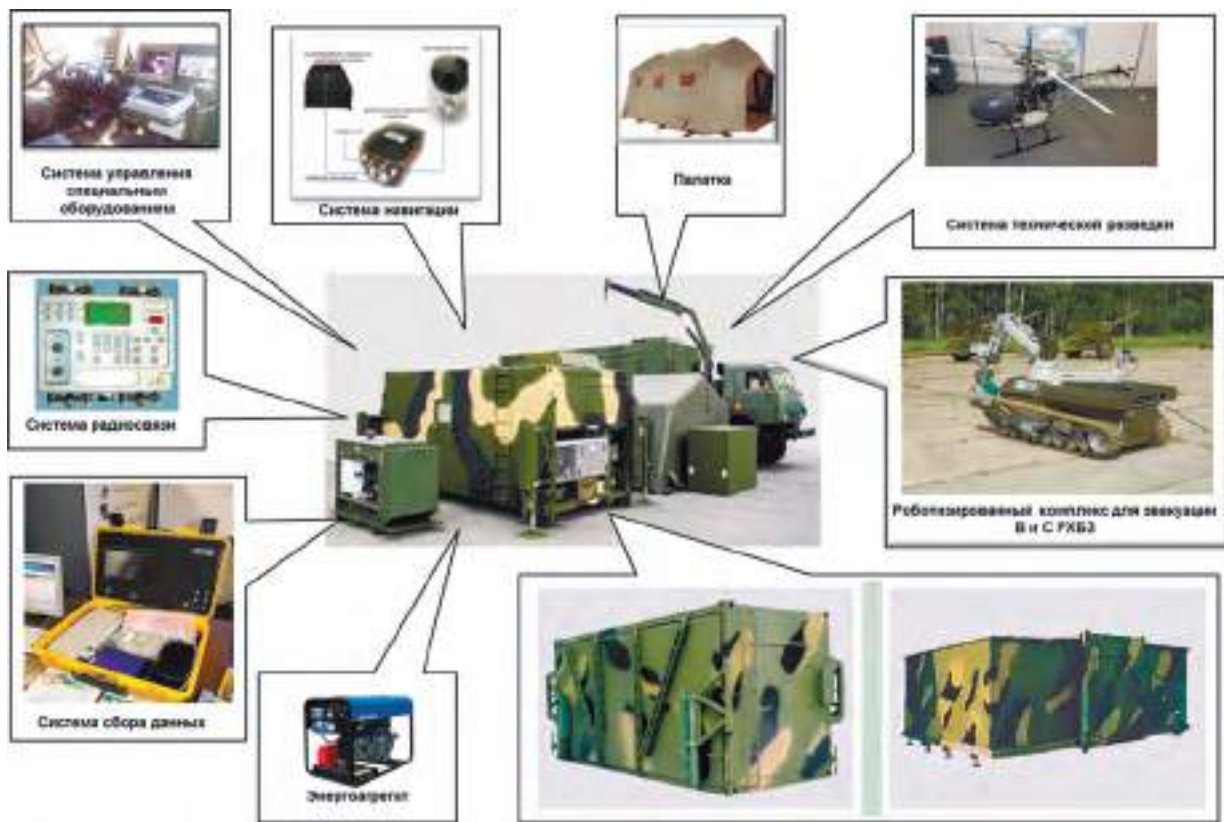 Система управления
специальным
оборудованием
Система навигации
Палатка
Система технической разведки
Система радиосвязи
Роботизированный комплекс для эвакуации
В и С РХБЗ
Система сбора данных
Энергоагрегат